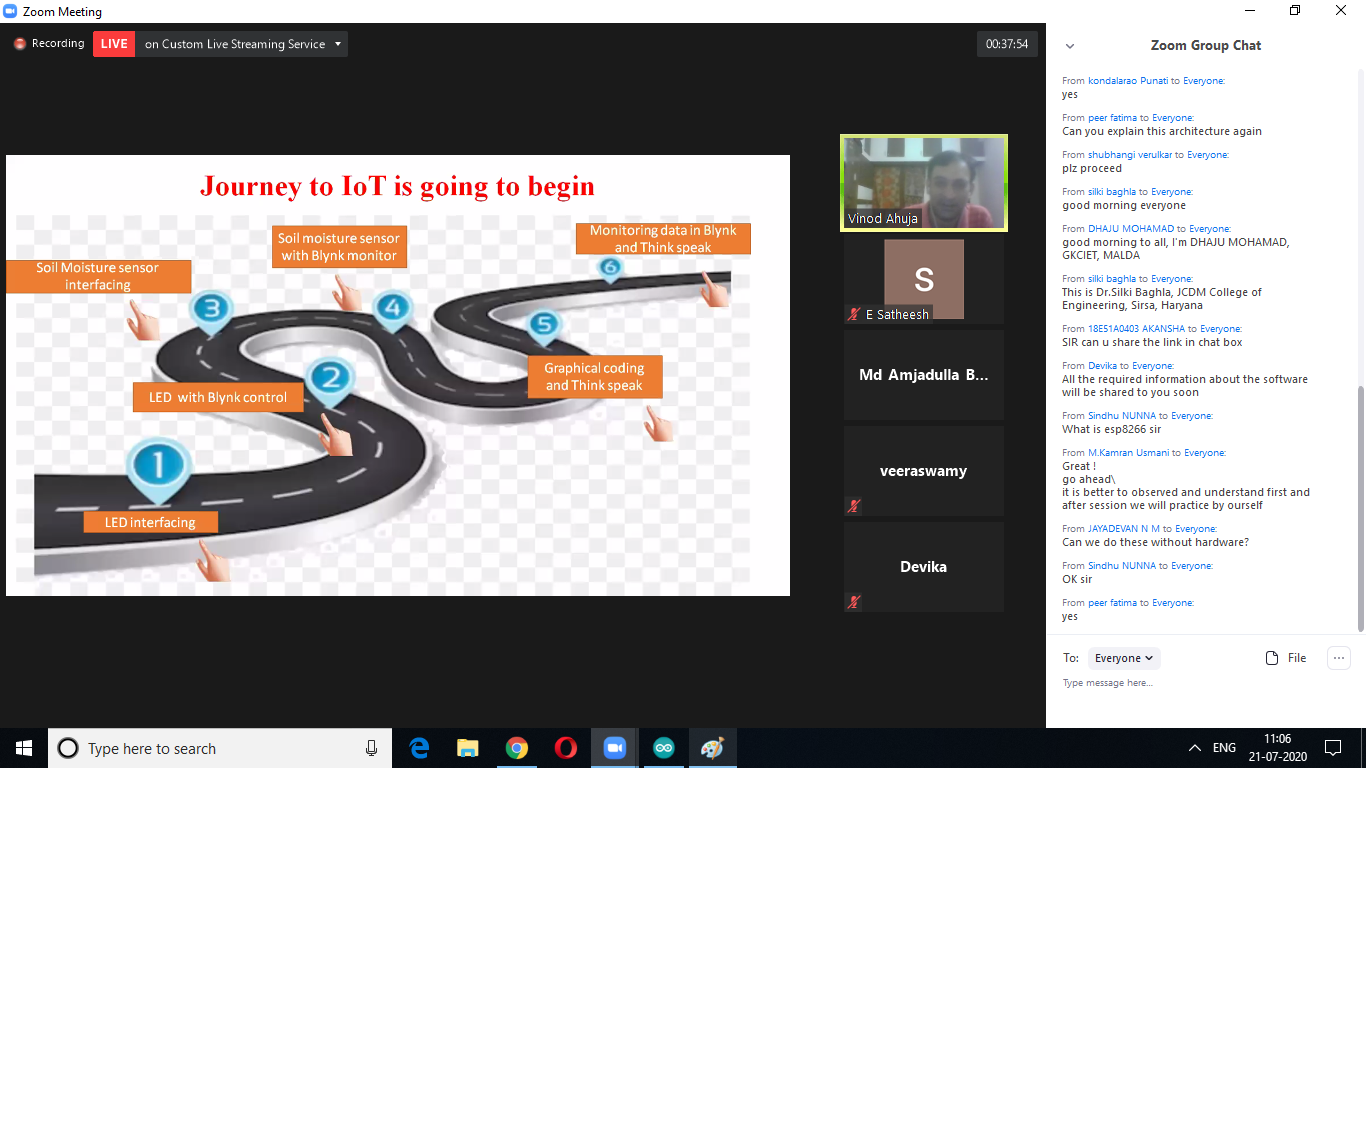 Zoom Meeting
Recording
LIVE
on Custom Live Streaming Service
00:37:54
Journey to IoT is going to begin
Soil Moisture sensor
interfacing
Soil moisture sensor
with Blynk monitor
Monitoring data in Blynk
and Think speak
3
4
6
5
2
LED  with Blynk control
Graphical coding
and Think speak
1
LED interfacing
Vinod Ahuja
S
E Satheesh
Md Amjadulla B...
veeraswamy
Devika
Zoom Group Chat
From kondalarao Punati to Everyone:
yes
From peer fatima to Everyone:
Can you explain this architecture again
From shubhangi verulkar to Everyone:
plz proceed
From silki baghla to Everyone:
good morning everyone
From DHAJU MOHAMAD to Everyone:
good morning to all, I'm DHAJU MOHAMAD,
GKCIET, MALDA
From silki baghla to Everyone:
This is Dr.Silki Baghla, JCDM College of
Engineering, Sirsa, Haryana
From 18E51A0403 AKANSHA to Everyone:
SIR can u share the link in chat box
From Devika to Everyone:
All the required information about the software
will be shared to you soon
From Sindhu NUNNA to Everyone:
What is esp8266 sir
From M.Kamran Usmani to Everyone:
Great !
go ahead\
it is better to observed and understand first and
after session we will practice by ourself
From JAYADEVAN N M to Everyone:
Can we do these without hardware?
From Sindhu NUNNA to Everyone:
OK sir
From peer fatima to Everyone:
yes
To:
Everyone
File
Type message here...
Type here to search
ENG
11:06
21-07-2020